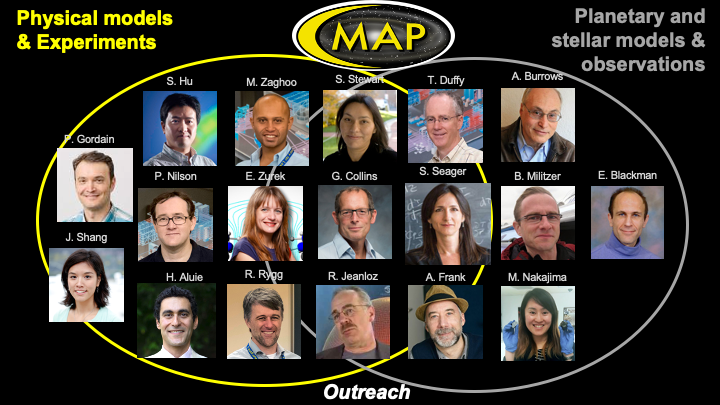 Physical models
& Experiments
MAP
Planetary and
stellar models &
observations
S. Hu
M. Zaghoo
S. Stewart
T. Duffy
A. Burrows
Gordain
P. Nilson
E. Zurek
G. Collins
S. Seager
B. Militzer
E. Blackman
J. Shang
H. Aluie
R. Rygg
R. Jeanloz
A. Frank
M. Nakajima
Outreach